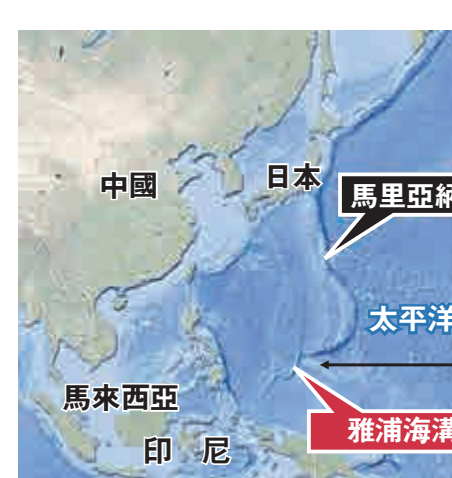 中國
日本
馬里亞納
太平洋
馬來西亞
雅浦海溝
印 尼